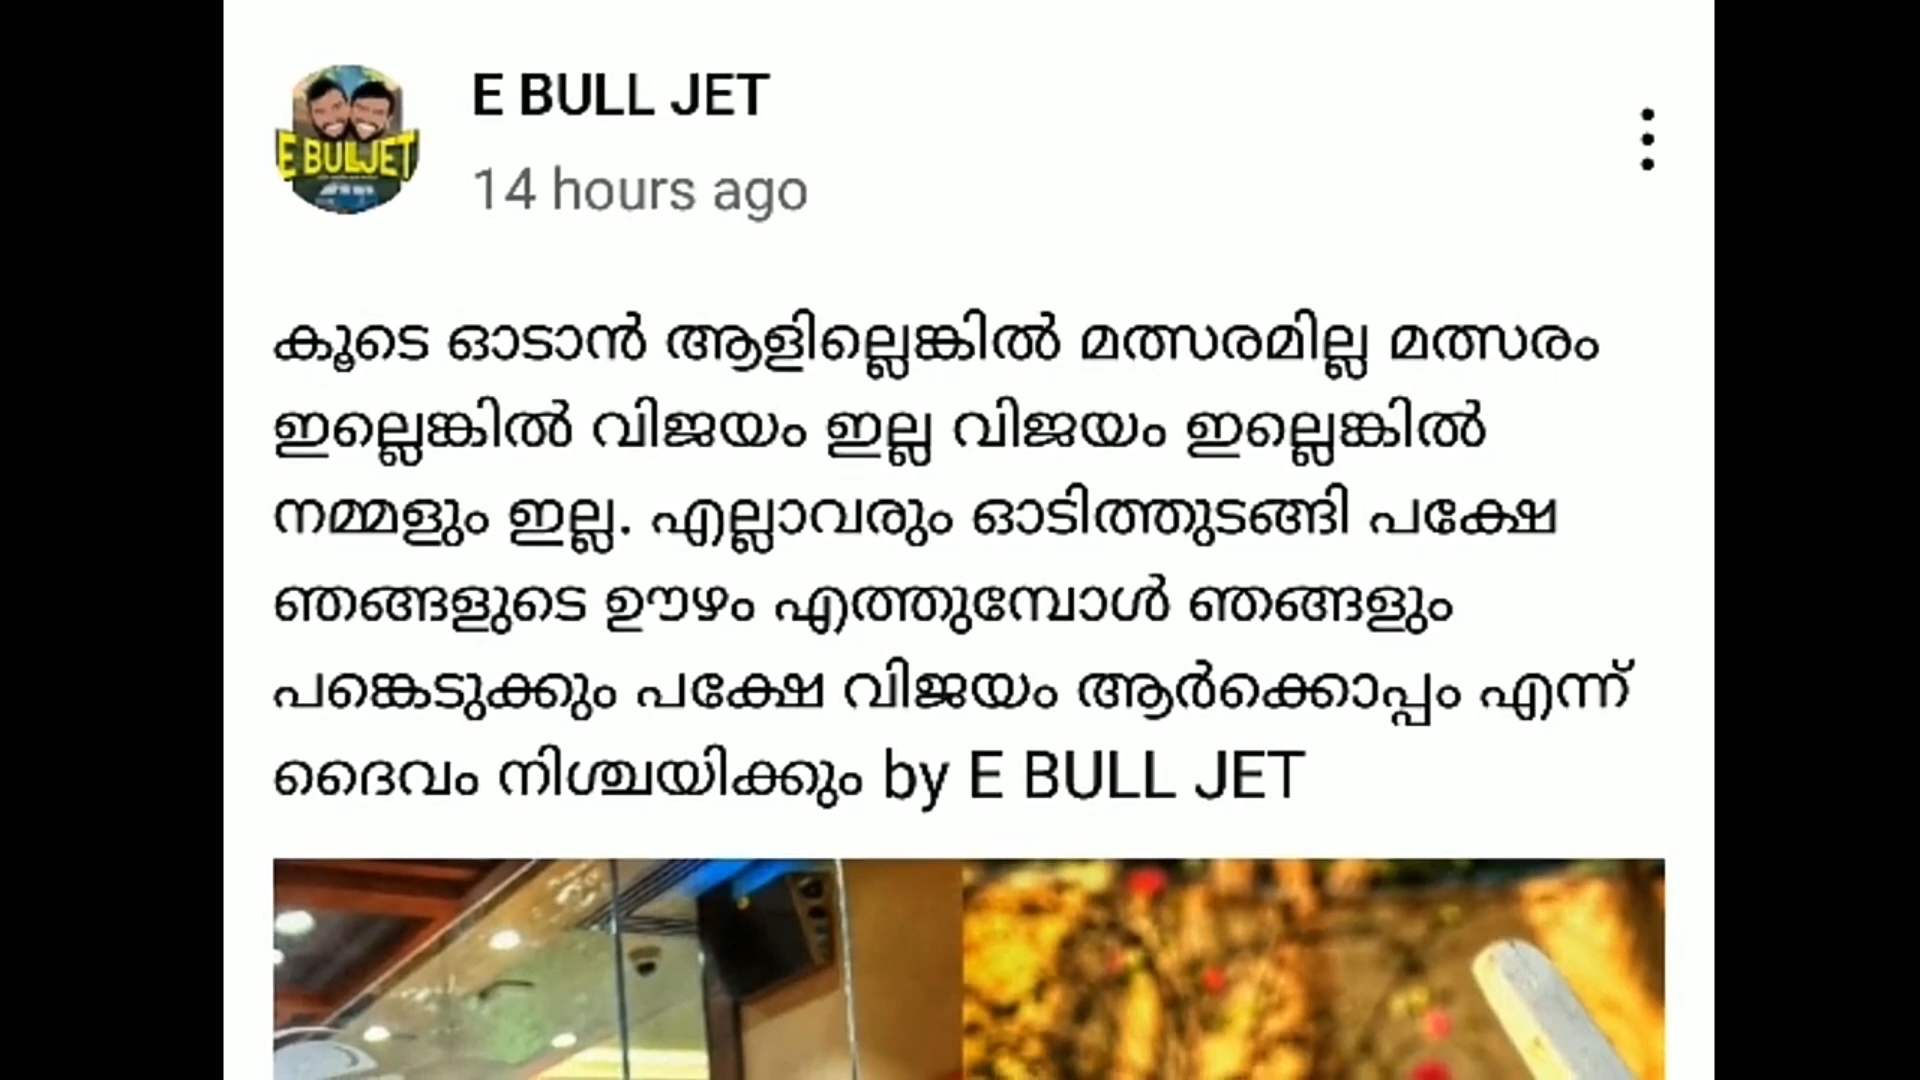 E BULL JET
E BULL JET
14 hours ago
കൂടെ ഓടാൻ ആളില്ലെങ്കിൽ മത്സരമില്ല മത്സരം
ഇല്ലെങ്കിൽ വിജയം ഇല്ല വിജയം ഇല്ലെങ്കിൽ
നമ്മളും ഇല്ല. എല്ലാവരും ഓടിത്തുടങ്ങി പക്ഷേ
ഞങ്ങളുടെ ഊഴം എത്തുമ്പോൾ ഞങ്ങളും
പങ്കെടുക്കും പക്ഷേ വിജയം ആർക്കൊപ്പം എന്ന്
ദൈവം നിശ്ചയിക്കും by E BULL JET